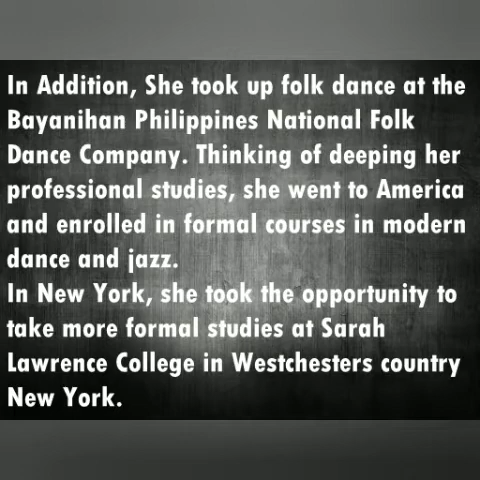 In Addition, She took up folk dance at the
Bayanihan Philippines National Folk
Dance Company. Thinking of deeping her
professional studies, she went to America
and enrolled in formal courses in modern
dance and jazz.
In New York, she took the opportunity to
take more formal studies at Sarah
Lawrence College in Westchesters country
New York.